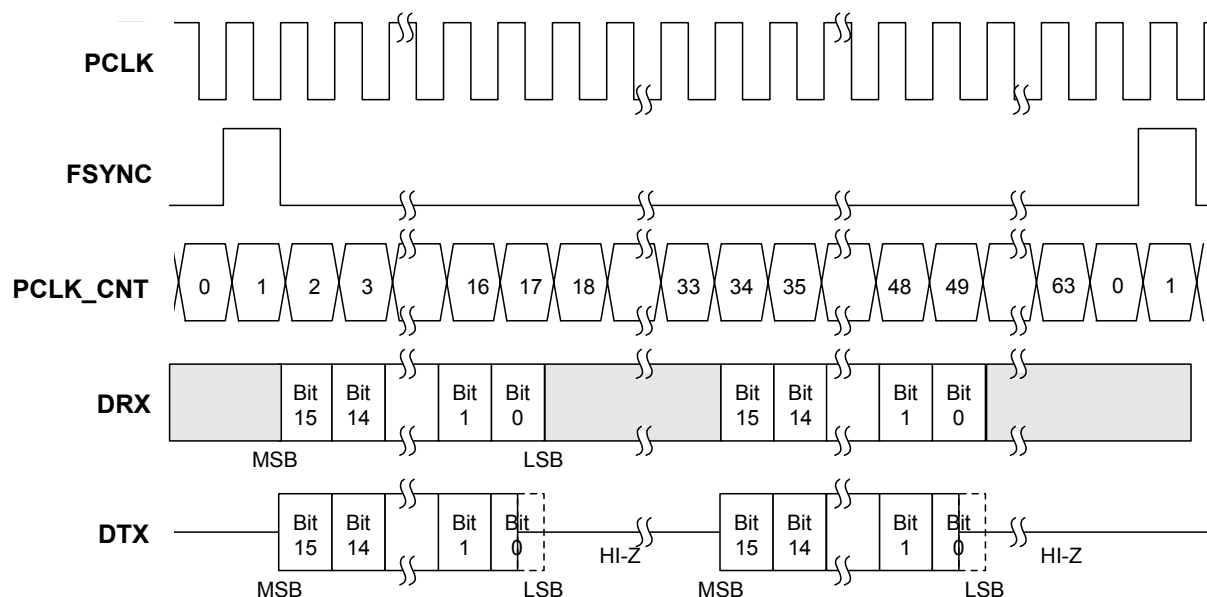 PCLK
FSYNC
PCLK_CNT 0 1 2 3 16 17 18 33 34 35 48 49 63 0 1
DRX Bit 15 Bit 14 Bit 1 Bit 0 Bit 15 Bit 14 Bit 1 Bit 0
MSB LSB
DTX Bit 15 Bit 14 Bit 1 Bit 0 Bit 15 Bit 14 Bit 1 Bit 0
HI-Z HI-Z
MSB LSB MSB LSB